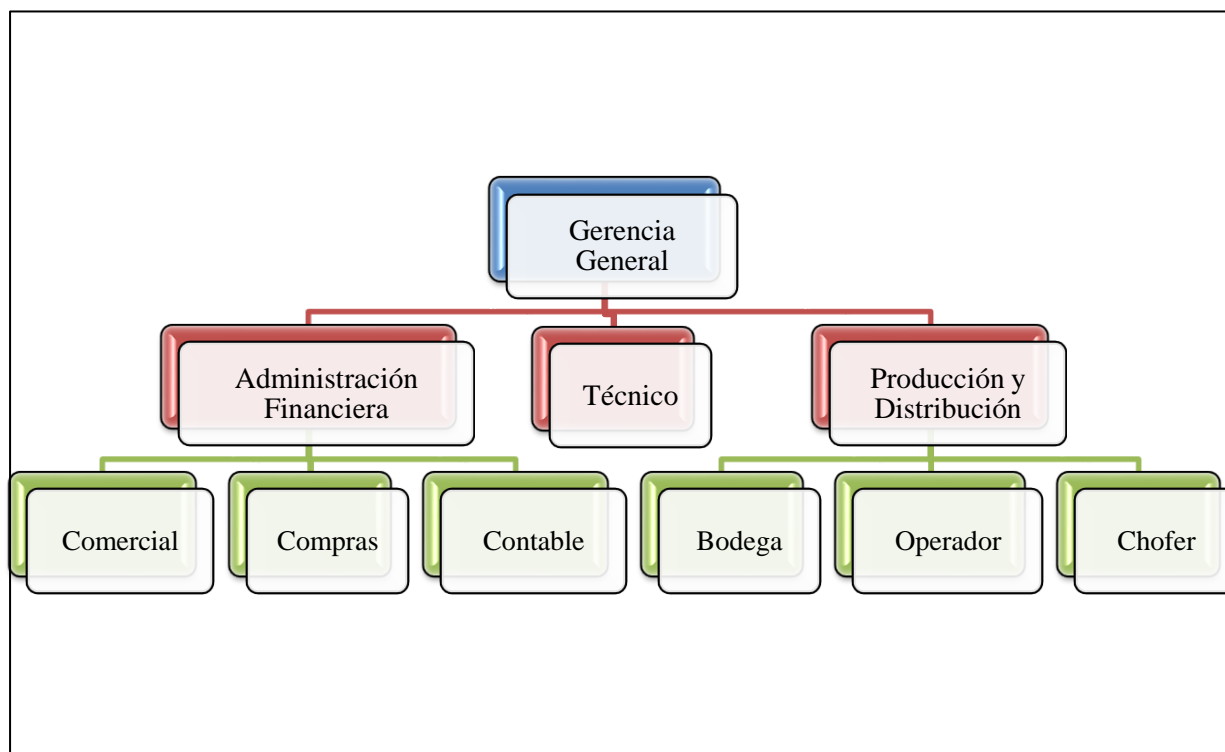 Gerencia
General
Administración
Financiera
Técnico
Producción y
Distribución
Comercial
Compras
Contable
Bodega
Operador
Chofer